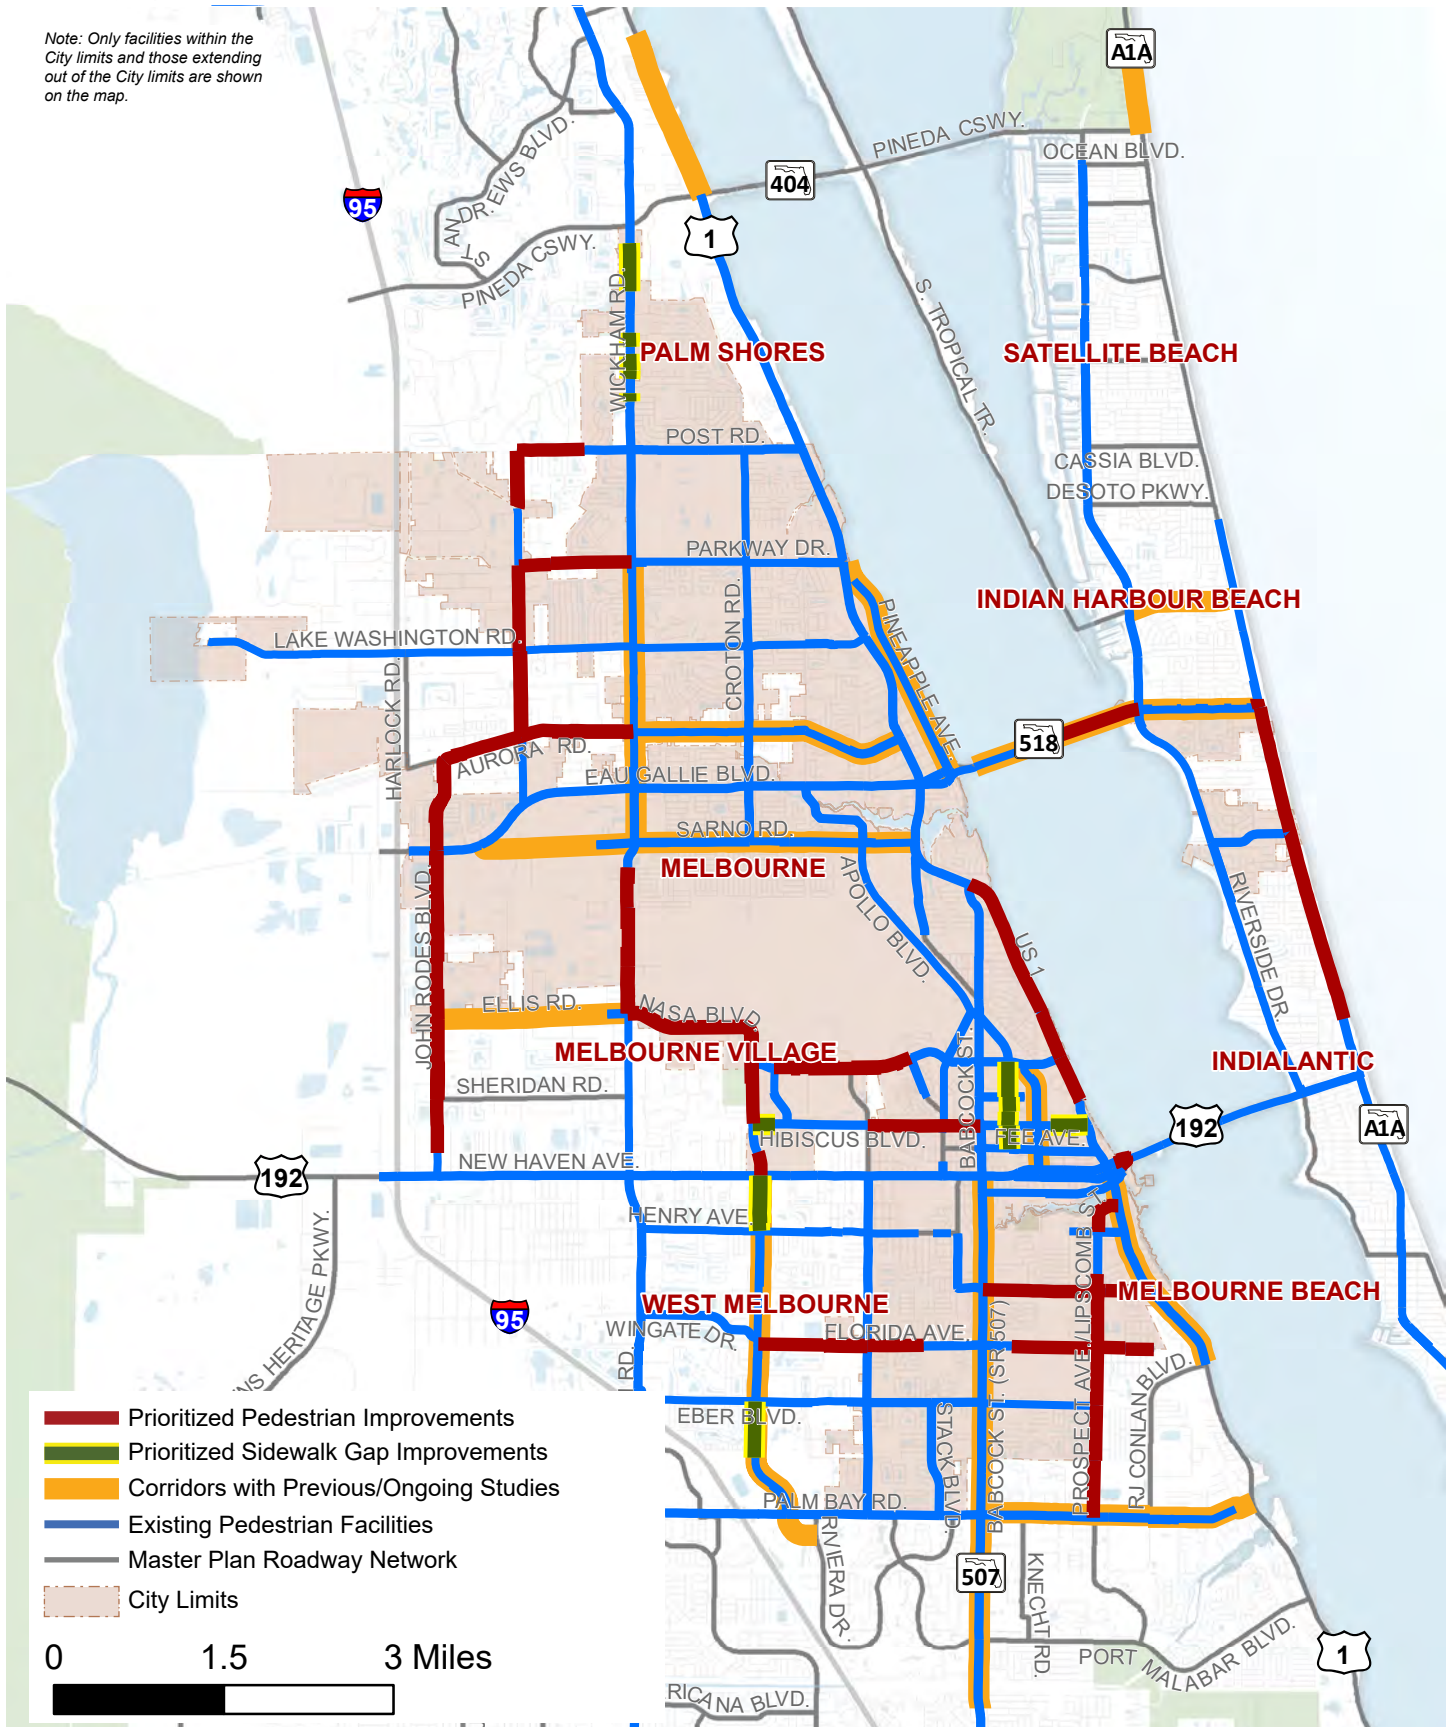 Note: Only facilities within the
City limits and those extending
out of the City limits are shown
on the map.
A1A
PINEDA CSWY.
OCEAN BLVD.
ST. ANDREWS BLVD.
404
95
1
PINEDA CSWY.
WICKHAM RD.
S. TROPICAL TR.
PALM SHORES
SATELLITE BEACH
POST RD.
CASSIA BLVD.
DESOTO PKWY.
PARKWAY DR.
CROTON RD.
PINEAPPLE AVE.
INDIAN HARBOUR BEACH
LAKE WASHINGTON RD.
HARLOCK RD.
518
AURORA RD.
EAU GALLIE BLVD.
SARNO RD.
MELBOURNE
APOLLO BLVD.
JOHN RODES BLVD.
RIVERSIDE DR.
US 1
ELLIS RD.
NASA BLVD.
MELBOURNE VILLAGE
INDIALANTIC
SHERIDAN RD.
BABCOCK ST.
192
A1A
HIBISCUS BLVD.
FEE AVE.
NEW HAVEN AVE.
192
HENRY AVE.
WNS HERITAGE PKWY.
95
WEST MELBOURNE
MELBOURNE BEACH
WINGATE DR.
FLORIDA AVE.
BABCOCK ST. (SR 507)
PROSPECT AVE./LIPSCOMB ST.
RJ CONLAN BLVD.
RD.
EBER BLVD.
STACK BLVD.
PALM BAY RD.
RIVIERA DR.
507
KNECHT RD.
PORT MALABAR BLVD.
1
RICANA BLVD.
Prioritized Pedestrian Improvements
Prioritized Sidewalk Gap Improvements
Corridors with Previous/Ongoing Studies
Existing Pedestrian Facilities
Master Plan Roadway Network
City Limits
0 1.5 3 Miles